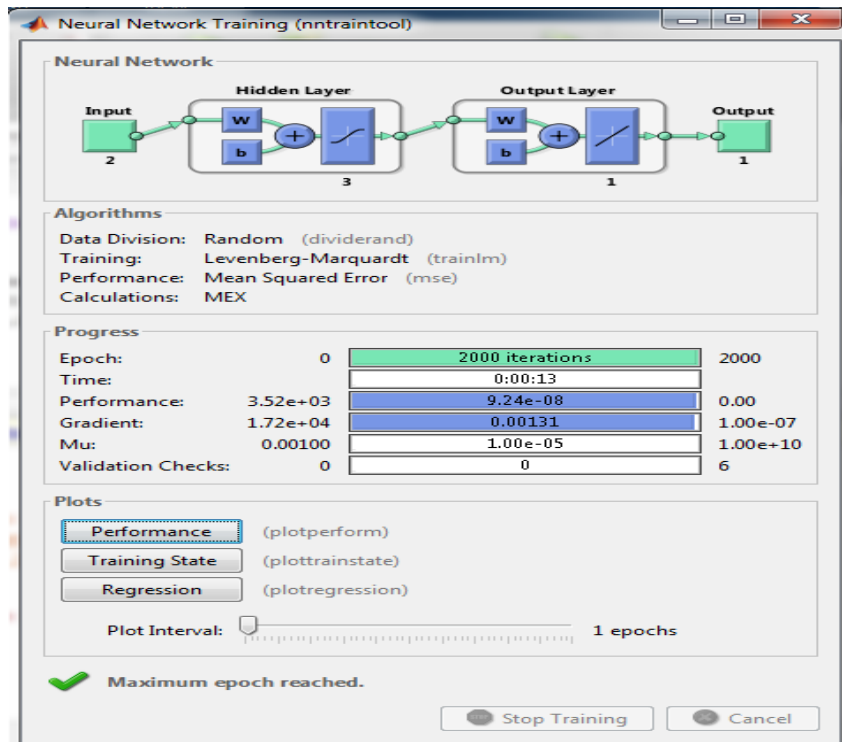 Neural Network Training (nntraintool)
Neural Network
Hidden Layer
Output Layer
Input
Output
W
b
W
b
2
3
1
1
Algorithms
Data Division: Random (dividerand)
Training: Levenberg-Marquardt (trainlm)
Performance: Mean Squared Error (mse)
Calculations: MEX
Progress
Epoch: 0 2000 iterations 2000
Time: 0:00:13
Performance: 3.52e+03 9.24e-08 0.00
Gradient: 1.72e+04 0.00131 1.00e-07
Mu: 0.00100 1.00e-05 1.00e+10
Validation Checks: 0 0 6
Plots
Performance (plotperform)
Training State (plottrainstate)
Regression (plotregression)
Plot Interval: 1 epochs
Maximum epoch reached.
Stop Training
Cancel